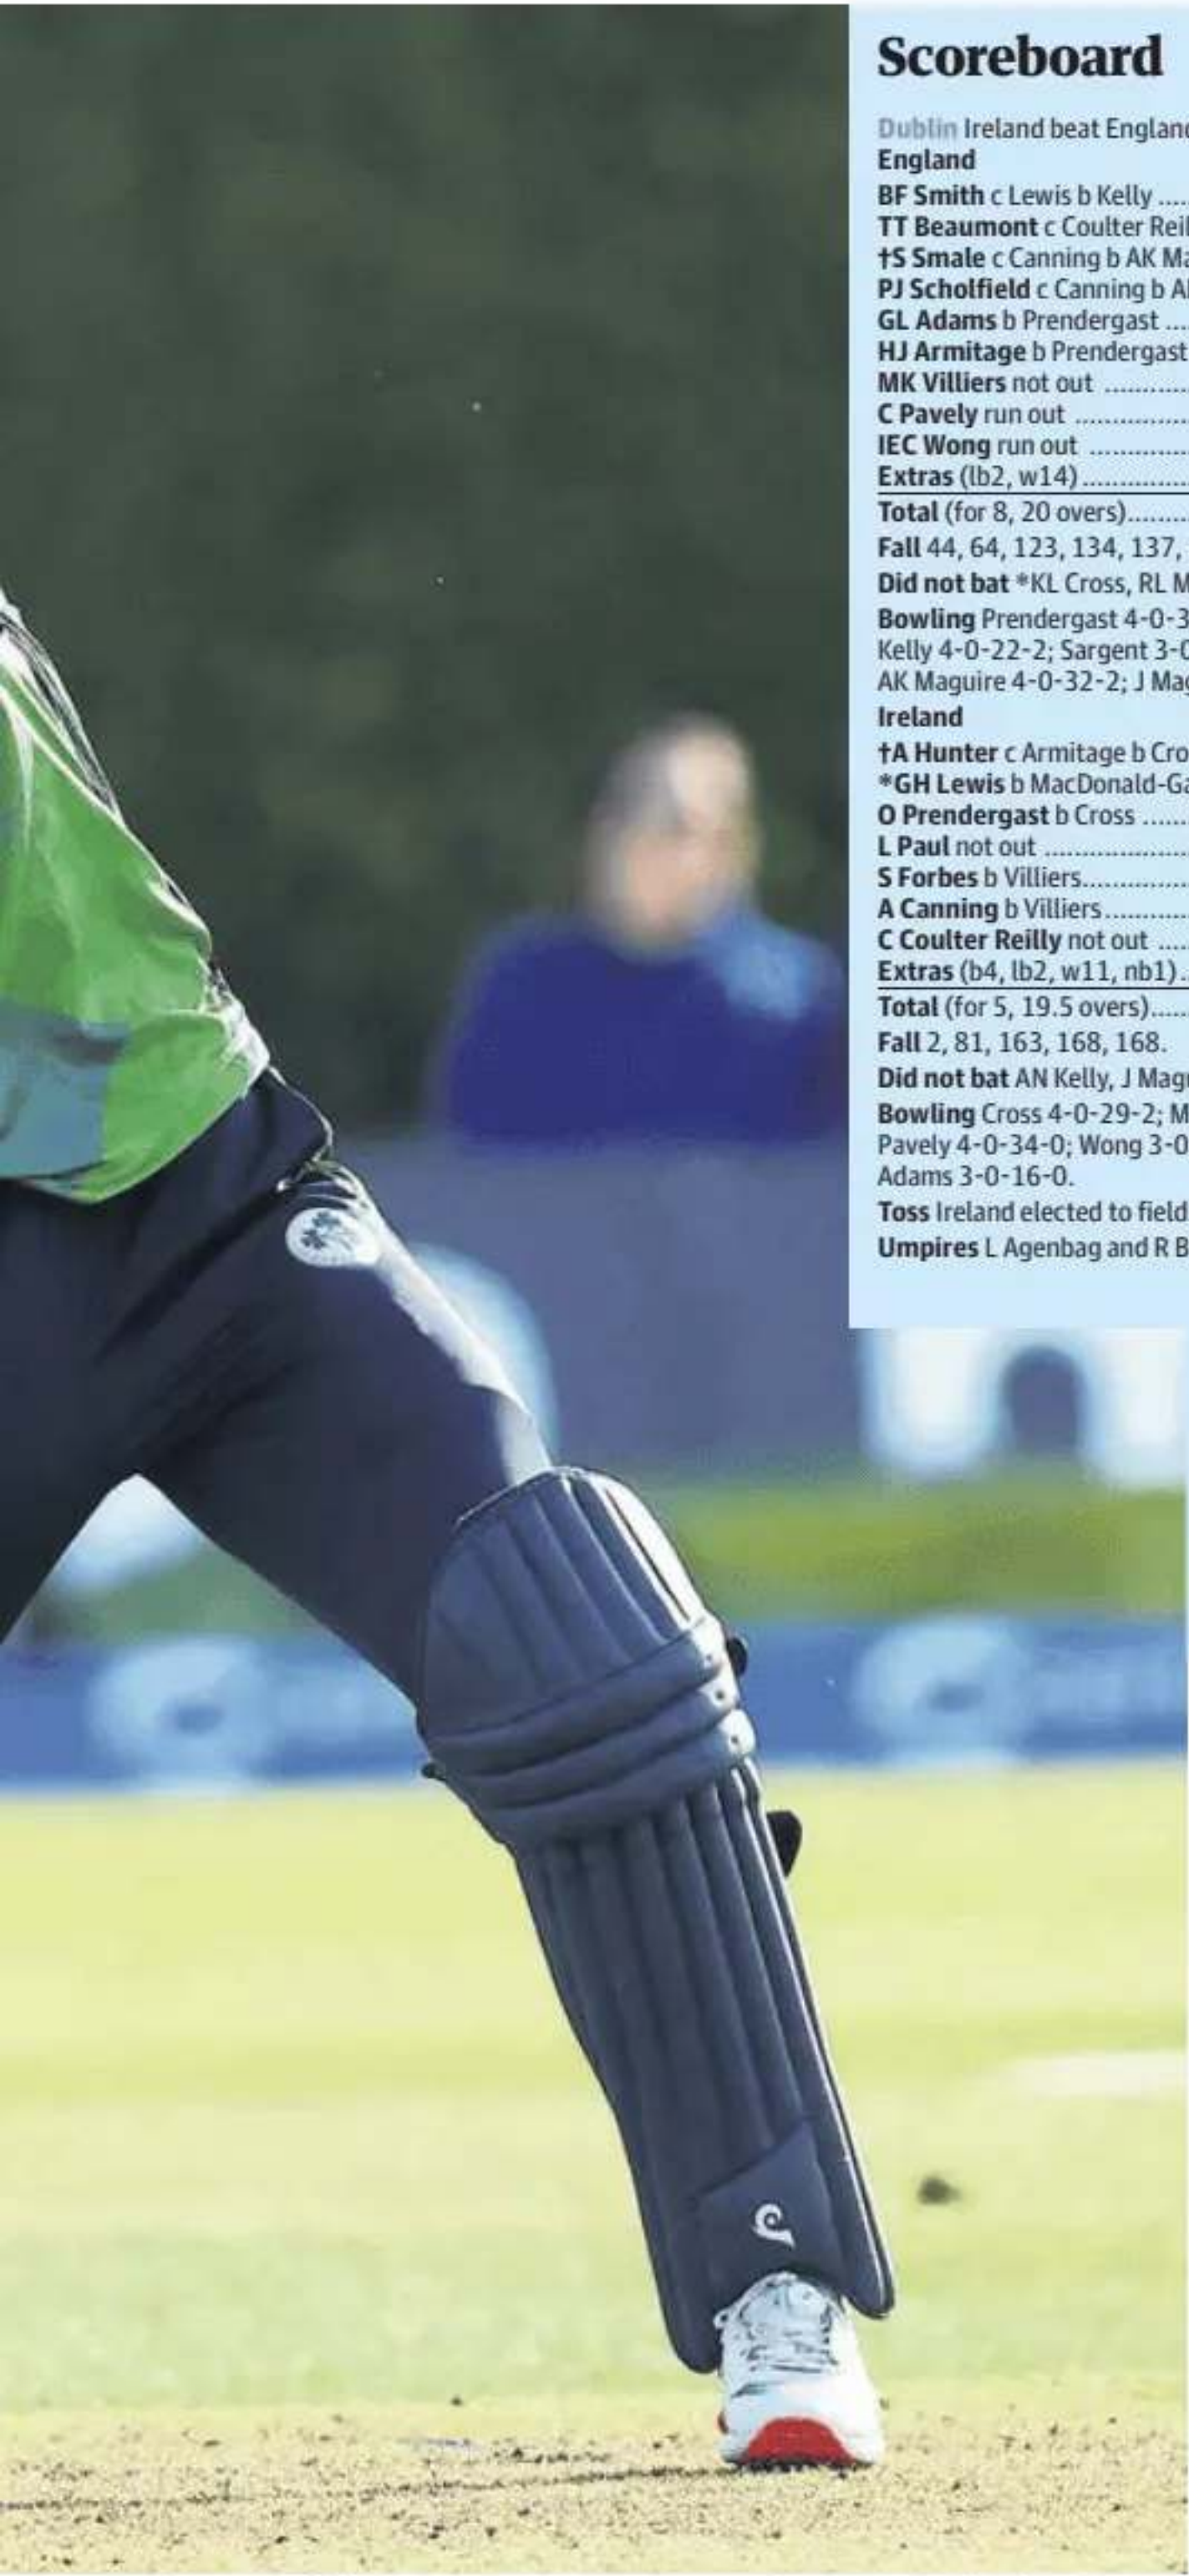 Scoreboard
Dublin Ireland beat England
England
BF Smith c Lewis b Kelly .....
TT Beaumont c Coulter Reil
†S Smale c Canning b AK Ma
PJ Scholfield c Canning b A
GL Adams b Prendergast ....
HJ Armitage b Prendergast
MK Villiers not out ............
C Pavely run out ................
IEC Wong run out ..............
Extras (lb2, w14)...............
Total (for 8, 20 overs).........
Fall 44, 64, 123, 134, 137,
Did not bat *KL Cross, RL M
Bowling Prendergast 4-0-3
Kelly 4-0-22-2; Sargent 3-0
AK Maguire 4-0-32-2; J Mag
Ireland
†A Hunter c Armitage b Cro
*GH Lewis b MacDonald-Ga
O Prendergast b Cross .......
L Paul not out ....................
S Forbes b Villiers...............
A Canning b Villiers............
C Coulter Reilly not out .....
Extras (b4, lb2, w11, nb1)..
Total (for 5, 19.5 overs)......
Fall 2, 81, 163, 168, 168.
Did not bat AN Kelly, J Mag
Bowling Cross 4-0-29-2; M
Pavely 4-0-34-0; Wong 3-0
Adams 3-0-16-0.
Toss Ireland elected to field
Umpires L Agenbag and R B